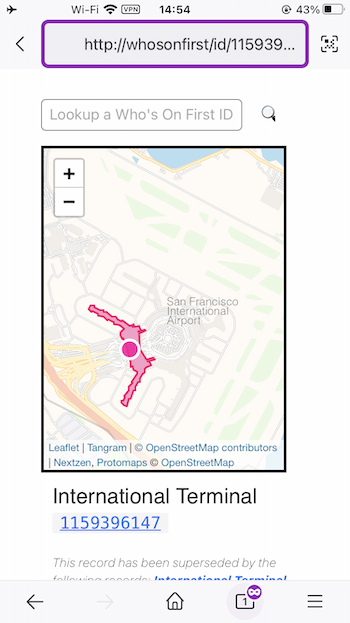 Wi-Fi VPN 14:54 43%
http://whosonfirst/id/115939...
Lookup a Who's On First ID
+
−
San Francisco
International
Airport
Leaflet | Tangram | © OpenStreetMap contributors
| Nextzen, Protomaps © OpenStreetMap
International Terminal
1159396147
This record has been superseded by the
following records: International Terminal
1